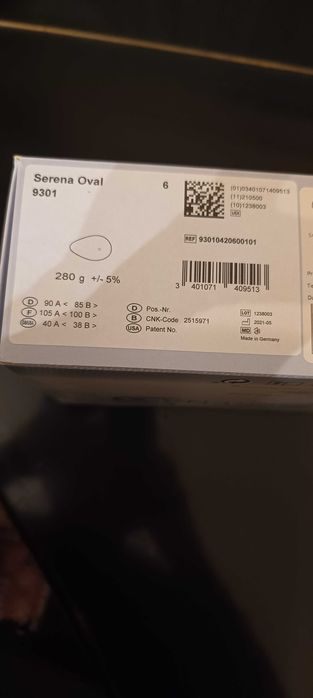 Serena Oval
9301
6
(01)03401071409513
(11)210500
(10)1238003
UDI
REF 93010420600101
280 g +/- 5%
3 401071 409513
D 90 A < 85 B >
F 105 A < 100 B >
40 A < 38 B >
D Pos.-Nr.
B CNK-Code 2515971
USA Patent No.
LOT 1238003
2021-05
MD
Made in Germany